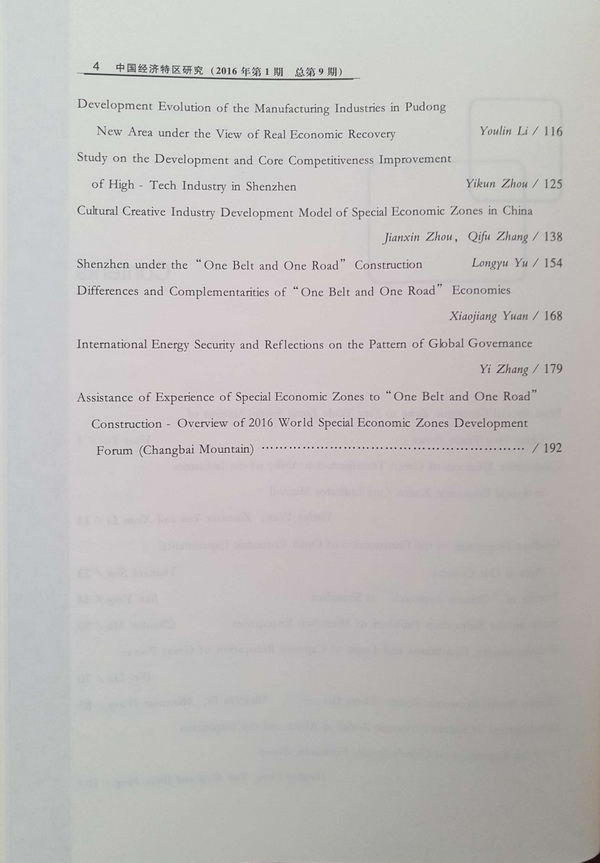 4 中国经济特区研究（2016 年第 1 期 总第 9 期）
Development Evolution of the Manufacturing Industries in Pudong
New Area under the View of Real Economic Recovery Youlin Li / 116
Study on the Development and Core Competitiveness Improvement
of High - Tech Industry in Shenzhen Yikun Zhou / 125
Cultural Creative Industry Development Model of Special Economic Zones in China
Jianxin Zhou, Qifu Zhang / 138
Shenzhen under the “One Belt and One Road” Construction Longyu Yu / 154
Differences and Complementarities of “One Belt and One Road” Economies
Xiaojiang Yuan / 168
International Energy Security and Reflections on the Pattern of Global Governance
Yi Zhang / 179
Assistance of Experience of Special Economic Zones to “One Belt and One Road”
Construction - Overview of 2016 World Special Economic Zones Development
Forum (Changbai Mountain) ……………………………………………… / 192